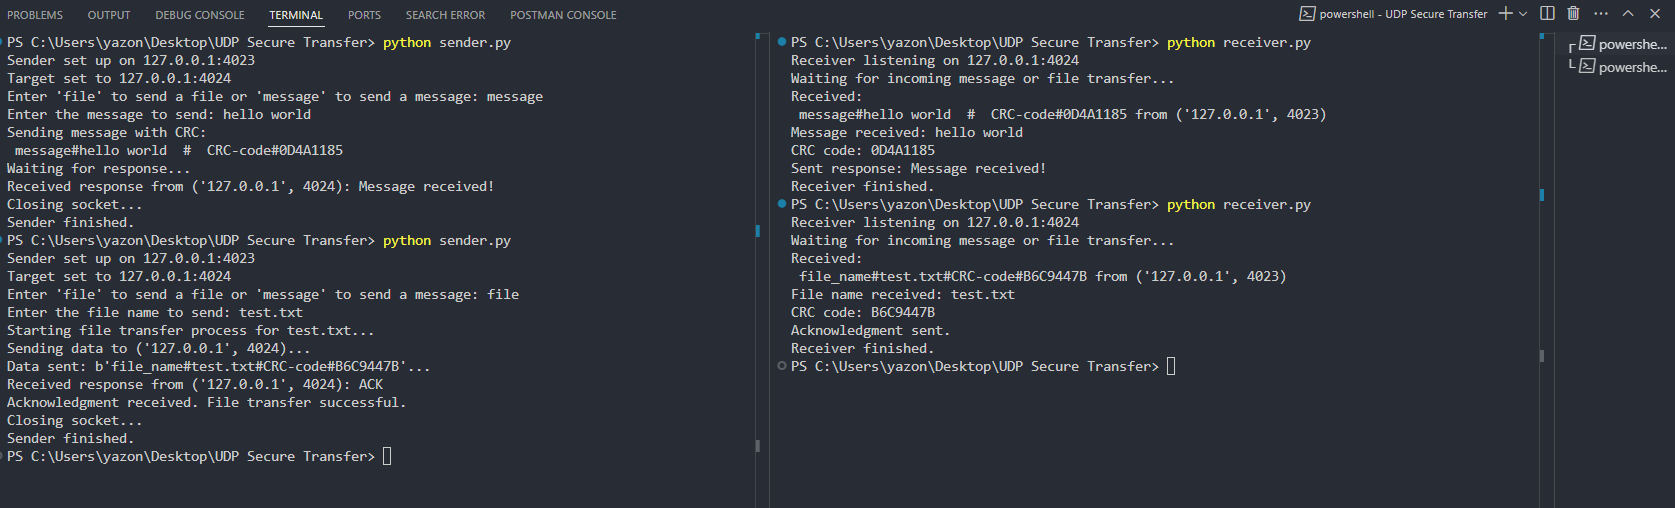 PROBLEMS OUTPUT DEBUG CONSOLE TERMINAL PORTS SEARCH ERROR POSTMAN CONSOLE powershell - UDP Secure Transfer
PS C:\Users\yazon\Desktop\UDP Secure Transfer> python sender.py
Sender set up on 127.0.0.1:4023
Target set to 127.0.0.1:4024
Enter 'file' to send a file or 'message' to send a message: message
Enter the message to send: hello world
Sending message with CRC:
 message#hello world  #  CRC-code#0D4A1185
Waiting for response...
Received response from ('127.0.0.1', 4024): Message received!
Closing socket...
Sender finished.
PS C:\Users\yazon\Desktop\UDP Secure Transfer> python sender.py
Sender set up on 127.0.0.1:4023
Target set to 127.0.0.1:4024
Enter 'file' to send a file or 'message' to send a message: file
Enter the file name to send: test.txt
Starting file transfer process for test.txt...
Sending data to ('127.0.0.1', 4024)...
Data sent: b'file_name#test.txt#CRC-code#B6C9447B'...
Received response from ('127.0.0.1', 4024): ACK
Acknowledgment received. File transfer successful.
Closing socket...
Sender finished.
PS C:\Users\yazon\Desktop\UDP Secure Transfer>
PS C:\Users\yazon\Desktop\UDP Secure Transfer> python receiver.py
Receiver listening on 127.0.0.1:4024
Waiting for incoming message or file transfer...
Received:
 message#hello world  #  CRC-code#0D4A1185 from ('127.0.0.1', 4023)
Message received: hello world
CRC code: 0D4A1185
Sent response: Message received!
Receiver finished.
PS C:\Users\yazon\Desktop\UDP Secure Transfer> python receiver.py
Receiver listening on 127.0.0.1:4024
Waiting for incoming message or file transfer...
Received:
 file_name#test.txt#CRC-code#B6C9447B from ('127.0.0.1', 4023)
File name received: test.txt
CRC code: B6C9447B
Acknowledgment sent.
Receiver finished.
PS C:\Users\yazon\Desktop\UDP Secure Transfer>
powershe...
powershe...